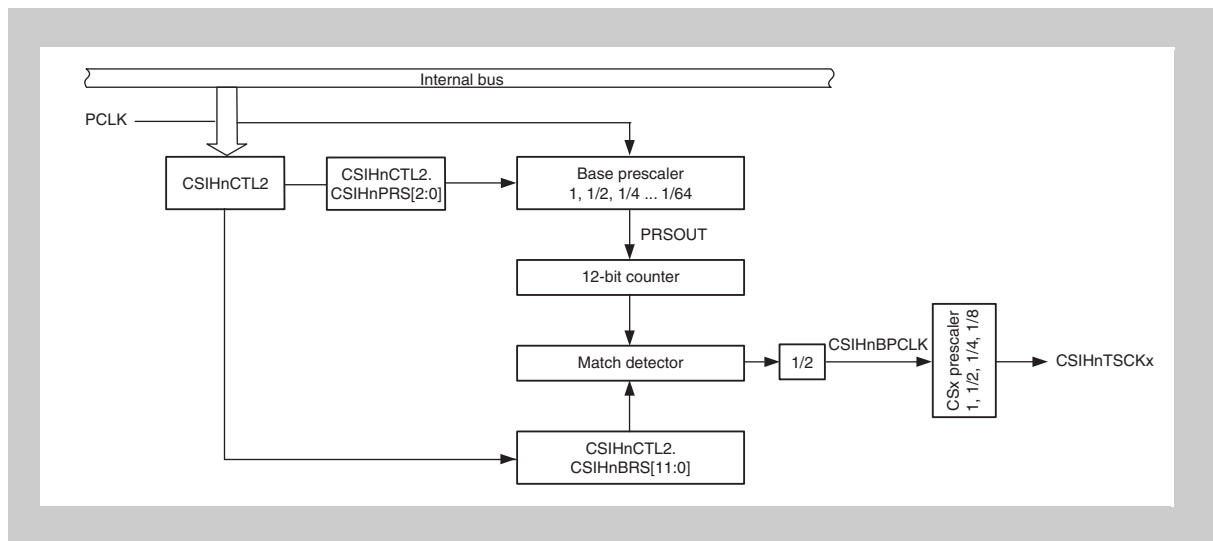 Internal bus
PCLK
CSIHnCTL2
CSIHnCTL2.
CSIHnPRS[2:0]
Base prescaler
1, 1/2, 1/4 ... 1/64
PRSOUT
12-bit counter
Match detector
1/2
CSIHnBPCLK
CSx prescaler
1, 1/2, 1/4, 1/8
CSIHnTSCKx
CSIHnCTL2.
CSIHnBRS[11:0]